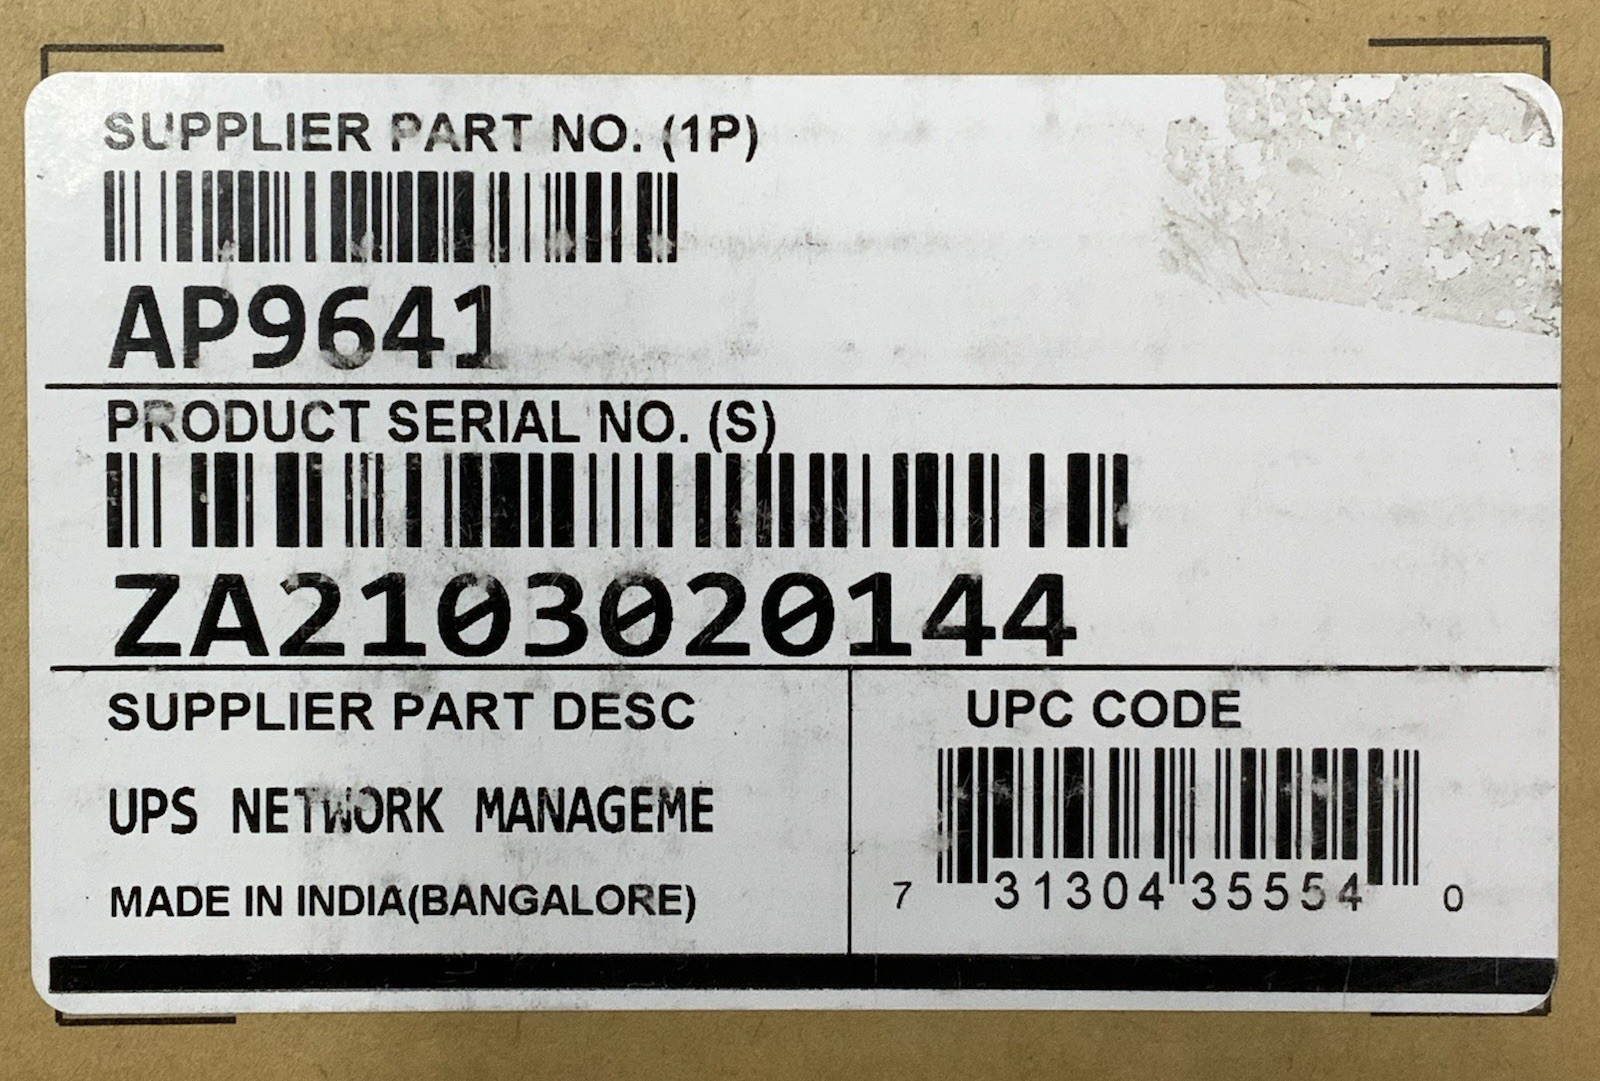 SUPPLIER PART NO. (1P)
AP9641
PRODUCT SERIAL NO. (S)
ZA2103020144
SUPPLIER PART DESC
UPS NETWORK MANAGEME
MADE IN INDIA(BANGALORE)
UPC CODE
7 31304 35554 0